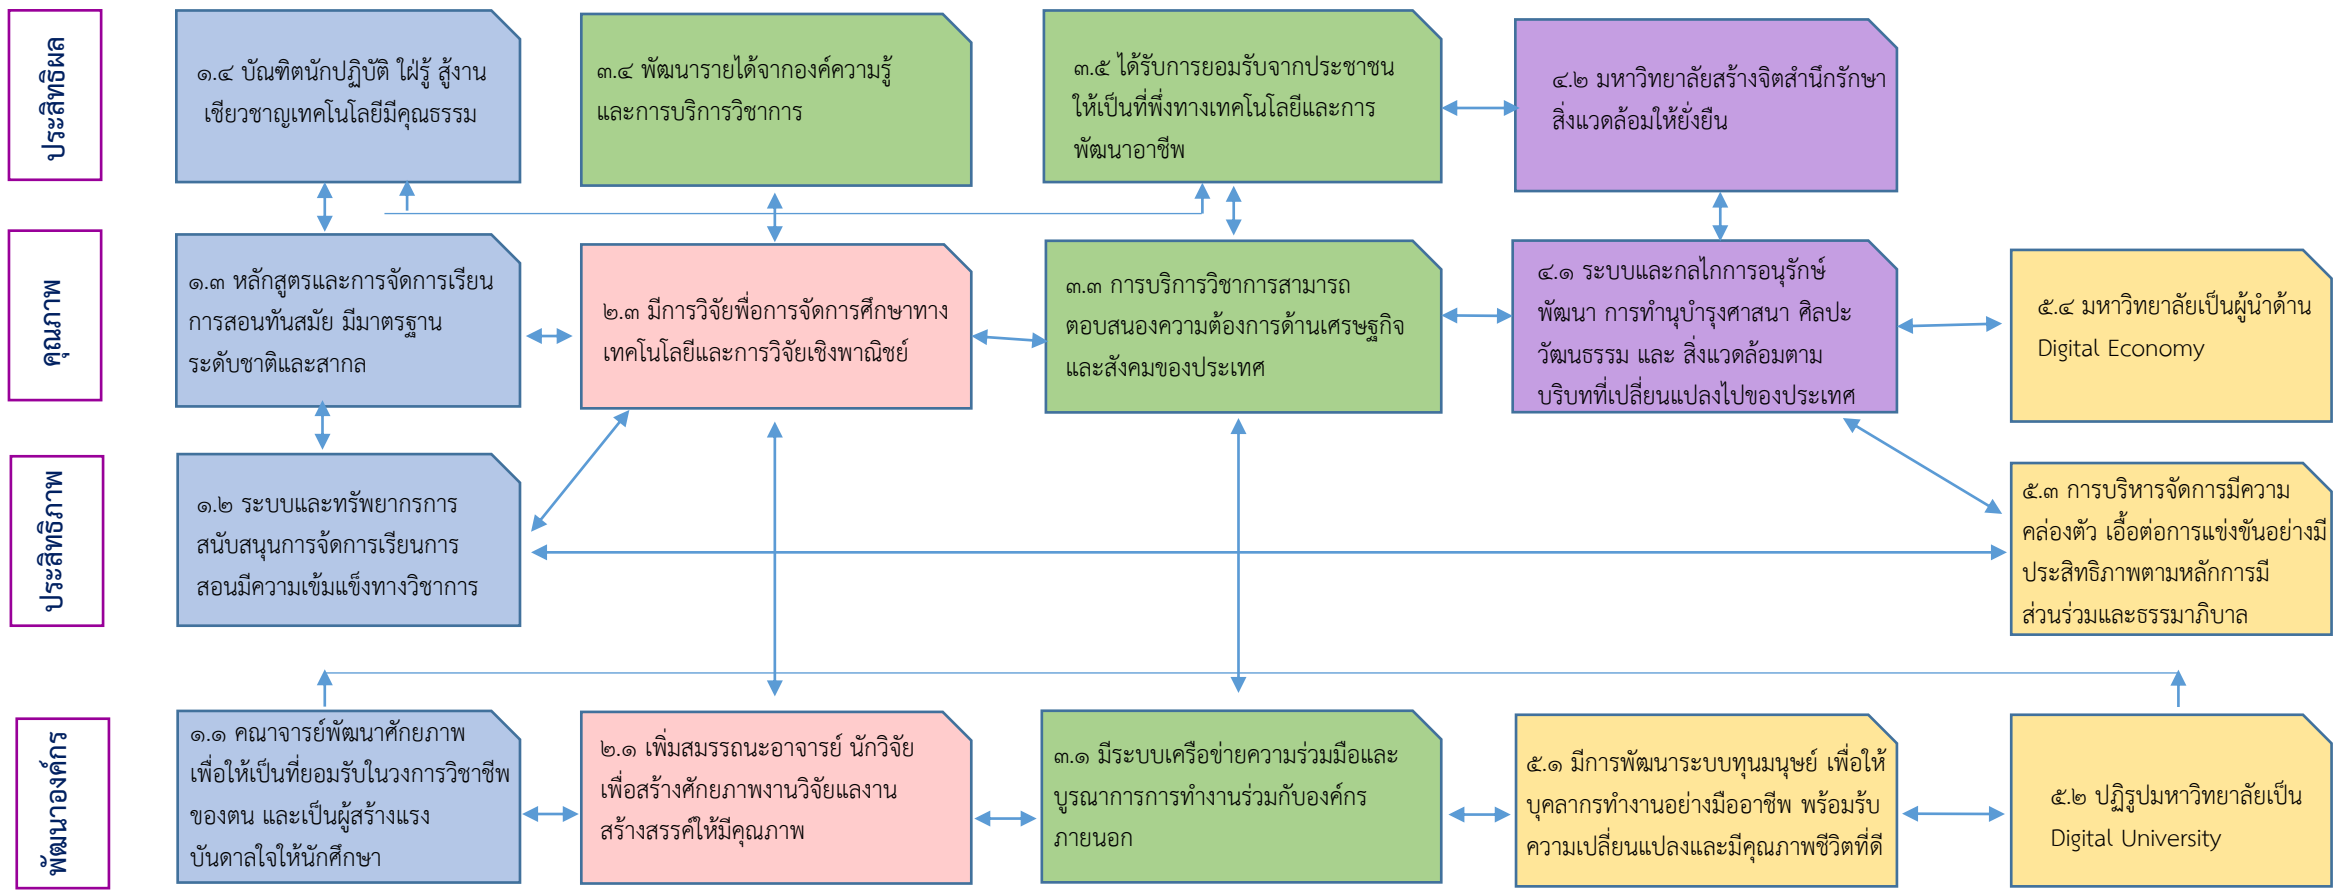 ประสิทธิผล
๑.๔ บัณฑิตนักปฏิบัติ ใฝ่รู้ สู้งาน
เชียวชาญเทคโนโลยีมีคุณธรรม
๓.๔ พัฒนารายได้จากองค์ความรู้
และการบริการวิชาการ
๓.๕ ได้รับการยอมรับจากประชาชน
ให้เป็นที่พึ่งทางเทคโนโลยีและการ
พัฒนาอาชีพ
๔.๒ มหาวิทยาลัยสร้างจิตสำนึกรักษา
สิ่งแวดล้อมให้ยั่งยืน
คุณภาพ
๑.๓ หลักสูตรและการจัดการเรียน
การสอนทันสมัย มีมาตรฐาน
ระดับชาติและสากล
๒.๓ มีการวิจัยพื่อการจัดการศึกษาทาง
เทคโนโลยีและการวิจัยเชิงพาณิชย์
๓.๓ การบริการวิชาการสามารถ
ตอบสนองความต้องการด้านเศรษฐกิจ
และสังคมของประเทศ
๔.๑ ระบบและกลไกการอนุรักษ์
พัฒนา การทำนุบำรุงศาสนา ศิลปะ
วัฒนธรรม และ สิ่งแวดล้อมตาม
บริบทที่เปลี่ยนแปลงไปของประเทศ
๕.๔ มหาวิทยาลัยเป็นผู้นำด้าน
Digital Economy
ประสิทธิภาพ
๑.๒ ระบบและทรัพยากรการ
สนับสนุนการจัดการเรียนการ
สอนมีความเข้มแข็งทางวิชาการ
๕.๓ การบริหารจัดการมีความ
คล่องตัว เอื้อต่อการแข่งขันอย่างมี
ประสิทธิภาพตามหลักการมี
ส่วนร่วมและธรรมาภิบาล
พัฒนาองค์กร
๑.๑ คณาจารย์พัฒนาศักยภาพ
เพื่อให้เป็นที่ยอมรับในวงการวิชาชีพ
ของตน และเป็นผู้สร้างแรง
บันดาลใจให้นักศึกษา
๒.๑ เพิ่มสมรรถนะอาจารย์ นักวิจัย
เพื่อสร้างศักยภาพงานวิจัยแลงาน
สร้างสรรค์ให้มีคุณภาพ
๓.๑ มีระบบเครือข่ายความร่วมมือและ
บูรณาการการทำงานร่วมกับองค์กร
ภายนอก
๕.๑ มีการพัฒนาระบบทุนมนุษย์ เพื่อให้
บุคลากรทำงานอย่างมืออาชีพ พร้อมรับ
ความเปลี่ยนแปลงและมีคุณภาพชีวิตที่ดี
๕.๒ ปฏิรูปมหาวิทยาลัยเป็น
Digital University